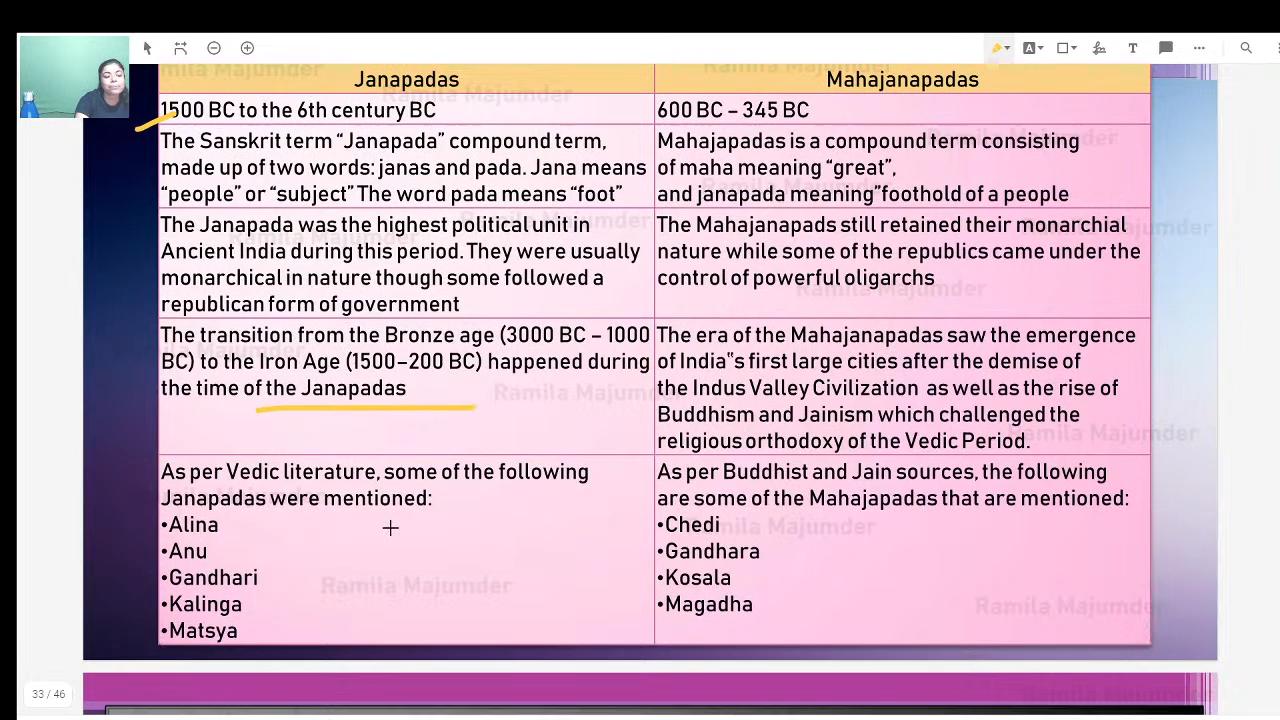 Janapadas
Mahajanapadas
1500 BC to the 6th century BC
600 BC – 345 BC
The Sanskrit term “Janapada” compound term,
made up of two words: janas and pada. Jana means
“people” or “subject” The word pada means “foot”
Mahajapadas is a compound term consisting
of maha meaning “great”,
and janapada meaning”foothold of a people
The Janapada was the highest political unit in
Ancient India during this period. They were usually
monarchical in nature though some followed a
republican form of government
The Mahajanapads still retained their monarchial
nature while some of the republics came under the
control of powerful oligarchs
The transition from the Bronze age (3000 BC – 1000
BC) to the Iron Age (1500–200 BC) happened during
the time of the Janapadas
The era of the Mahajanapadas saw the emergence
of India‟s first large cities after the demise of
the Indus Valley Civilization as well as the rise of
Buddhism and Jainism which challenged the
religious orthodoxy of the Vedic Period.
As per Vedic literature, some of the following
Janapadas were mentioned:
•Alina
•Anu
•Gandhari
•Kalinga
•Matsya
As per Buddhist and Jain sources, the following
are some of the Mahajapadas that are mentioned:
•Chedi
•Gandhara
•Kosala
•Magadha
Ramila Majumder
33 / 46